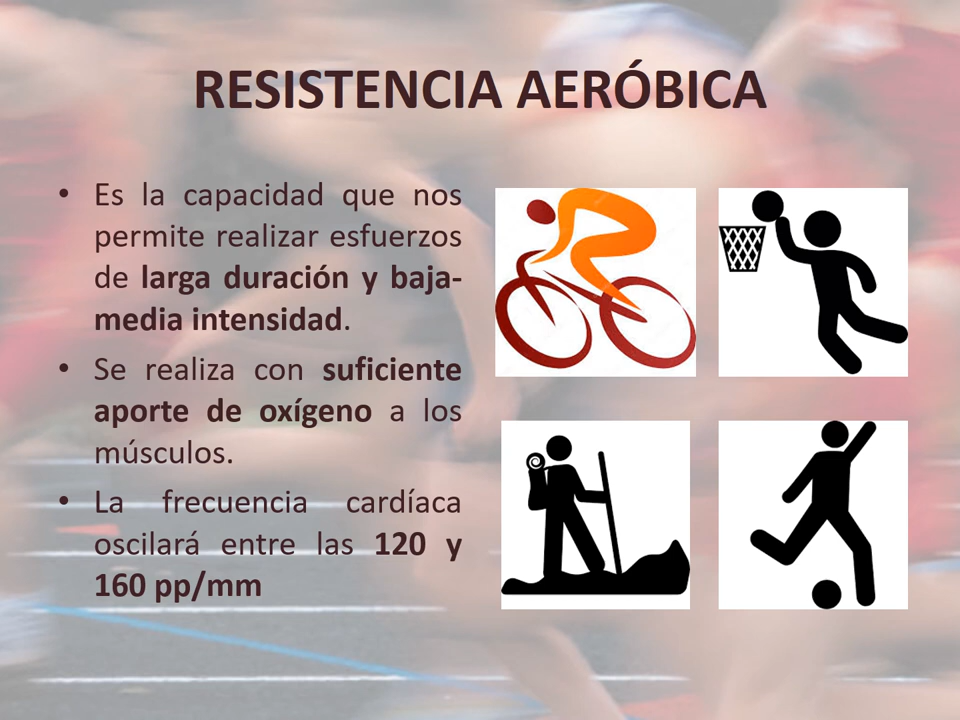 RESISTENCIA AERÓBICA
• Es la capacidad que nos
permite realizar esfuerzos
de larga duración y baja-
media intensidad.
• Se realiza con suficiente
aporte de oxígeno a los
músculos.
• La frecuencia cardíaca
oscilará entre las 120 y
160 pp/mm